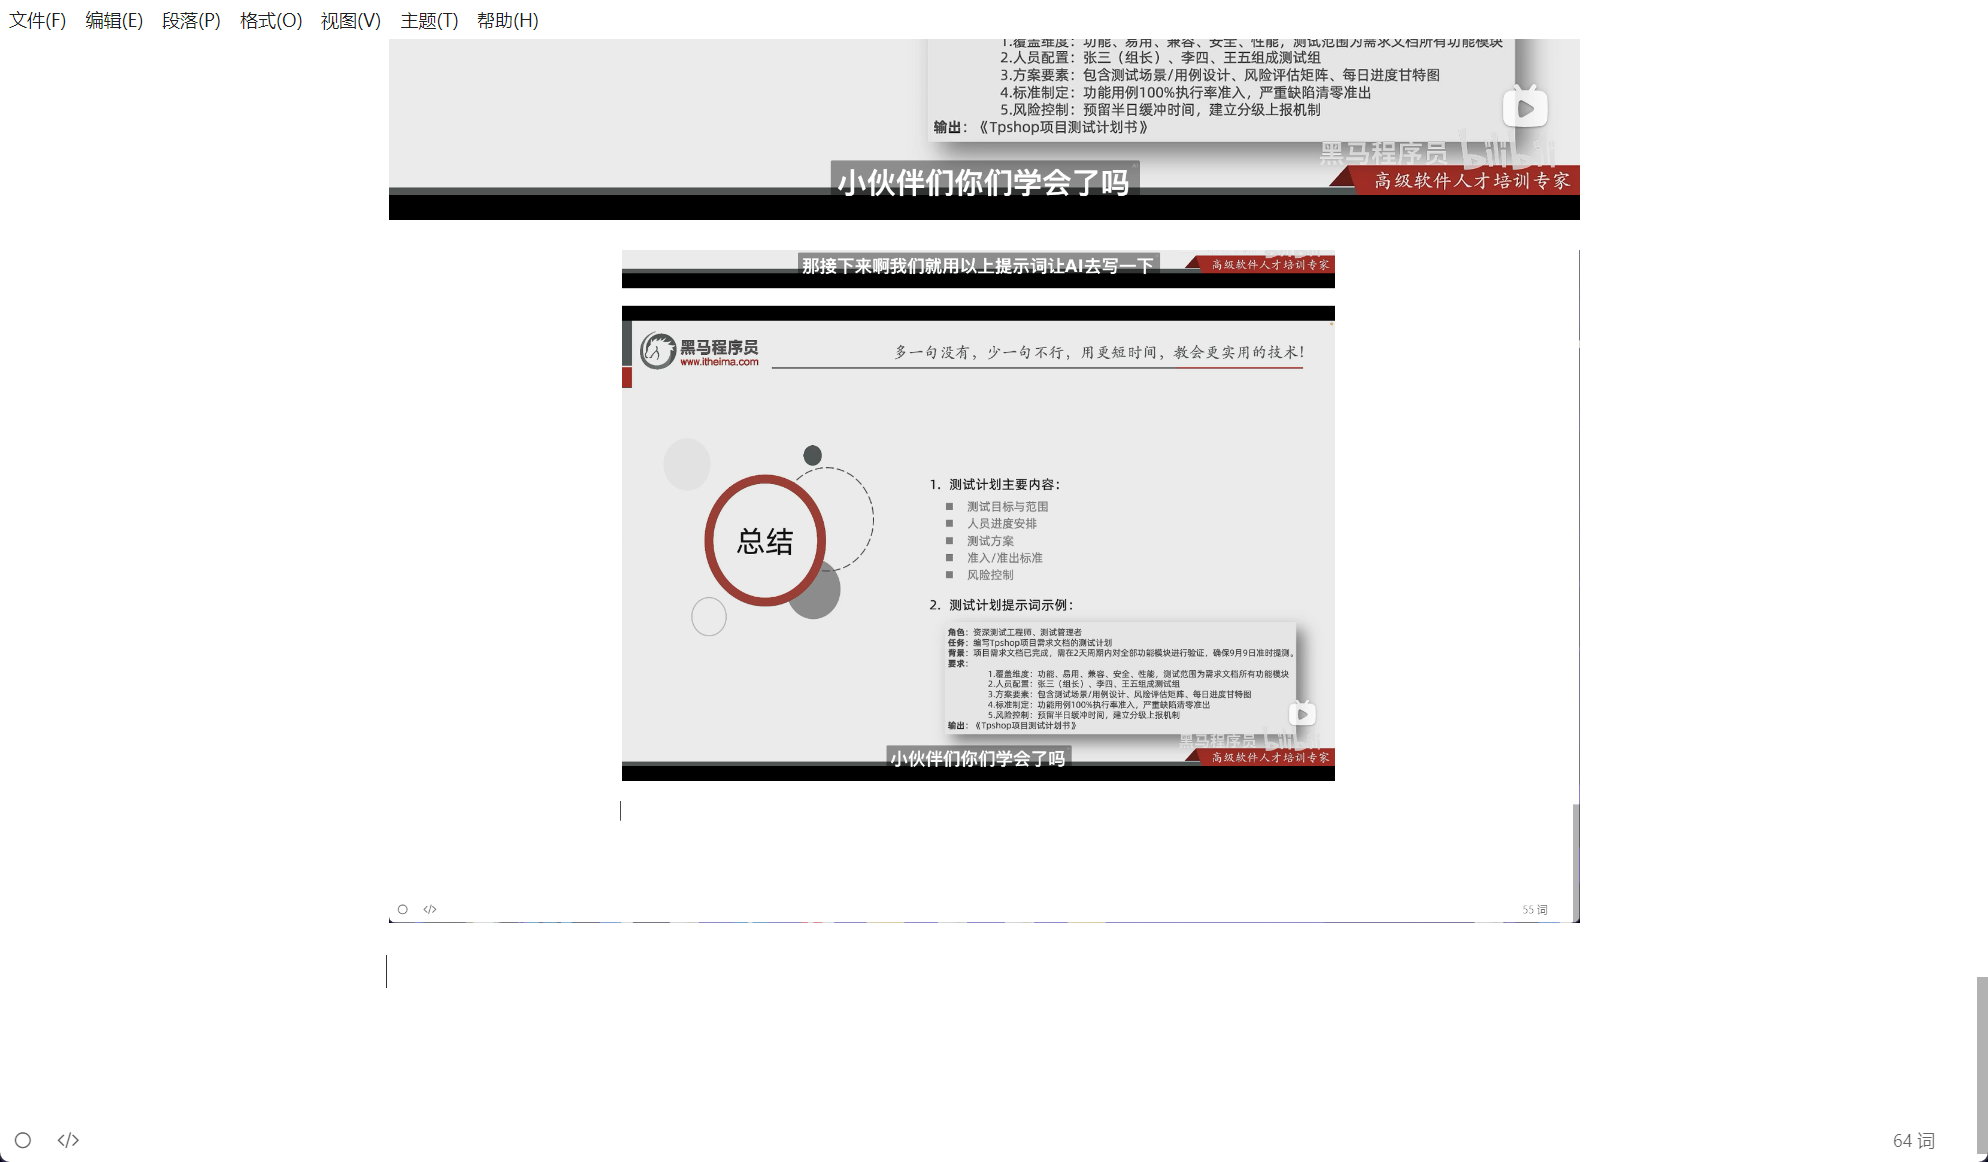 文件(F) 编辑(E) 段落(P) 格式(O) 视图(V) 主题(T) 帮助(H)
1.覆盖维度：功能、易用、兼容、安全、性能，测试范围为需求文档所有功能模块
2.人员配置：张三（组长）、李四、王五组成测试组
3.方案要素：包含测试场景/用例设计、风险评估矩阵、每日进度甘特图
4.标准制定：功能用例100%执行率准入，严重缺陷清零准出
5.风险控制：预留半日缓冲时间，建立分级上报机制
输出：《Tpshop项目测试计划书》
黑马程序员 bilibili
高级软件人才培训专家
小伙伴们你们学会了吗
那接下来啊我们就用以上提示词让AI去写一下
高级软件人才培训专家
黑马程序员
www.itheima.com
多一句没有，少一句不行，用更短时间，教会更实用的技术！
总结
1. 测试计划主要内容：
测试目标与范围
人员进度安排
测试方案
准入/准出标准
风险控制
2. 测试计划提示词示例：
角色：资深测试工程师、测试管理者
任务：编写Tpshop项目需求文档的测试计划
背景：项目需求文档已完成，需在2天周期内对全部功能模块进行验证，确保9月9日准时提测。
要求：
1.覆盖维度：功能、易用、兼容、安全、性能，测试范围为需求文档所有功能模块
2.人员配置：张三（组长）、李四、王五组成测试组
3.方案要素：包含测试场景/用例设计、风险评估矩阵、每日进度甘特图
4.标准制定：功能用例100%执行率准入，严重缺陷清零准出
5.风险控制：预留半日缓冲时间，建立分级上报机制
输出：《Tpshop项目测试计划书》
黑马程序员 bilibili
小伙伴们你们学会了吗
高级软件人才培训专家
</> 55 词
</> 64 词